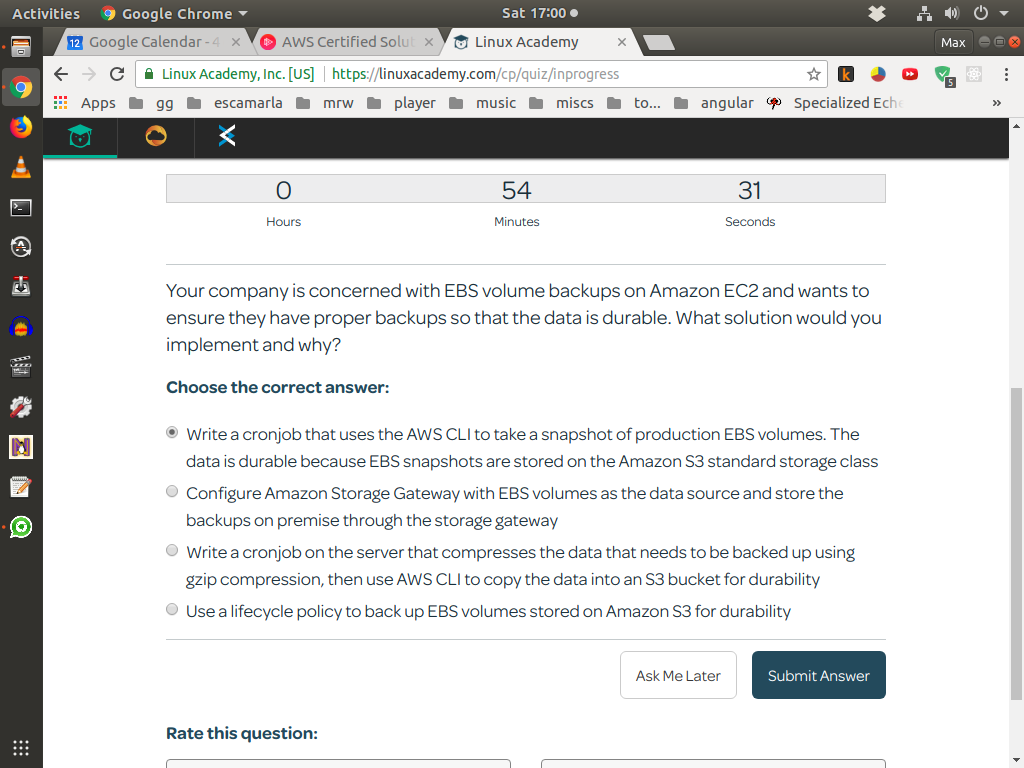 Activities Google Chrome Sat 17:00
Google Calendar - 4 AWS Certified Solut Linux Academy Max
Linux Academy, Inc. [US] https://linuxacademy.com/cp/quiz/inprogress k 5
Apps gg escamarla mrw player music miscs to... angular Specialized Eche »
0 54 31
Hours Minutes Seconds
Your company is concerned with EBS volume backups on Amazon EC2 and wants to
ensure they have proper backups so that the data is durable. What solution would you
implement and why?
Choose the correct answer:
Write a cronjob that uses the AWS CLI to take a snapshot of production EBS volumes. The
data is durable because EBS snapshots are stored on the Amazon S3 standard storage class
Configure Amazon Storage Gateway with EBS volumes as the data source and store the
backups on premise through the storage gateway
Write a cronjob on the server that compresses the data that needs to be backed up using
gzip compression, then use AWS CLI to copy the data into an S3 bucket for durability
Use a lifecycle policy to back up EBS volumes stored on Amazon S3 for durability
Ask Me Later Submit Answer
Rate this question: